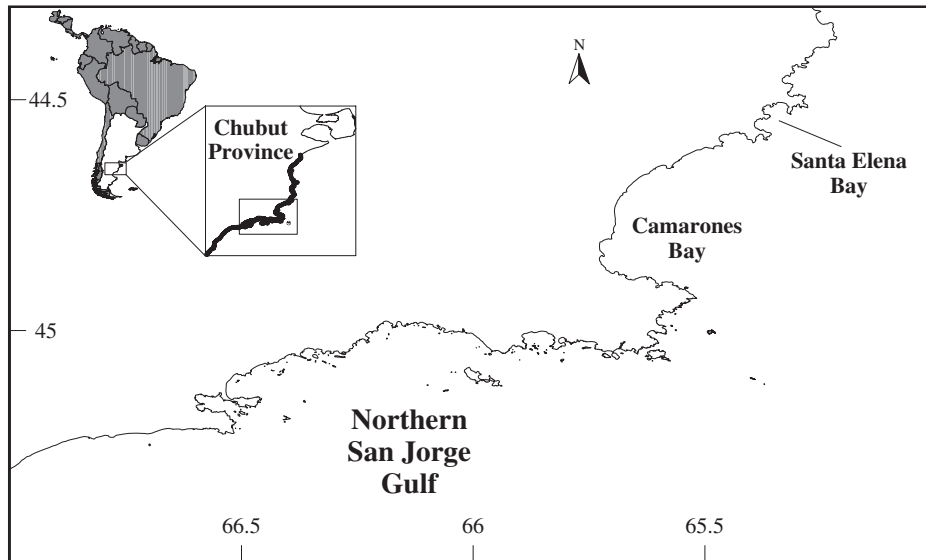 N
44.5
Chubut
Province
Santa Elena
Bay
Camarones
Bay
45
Northern
San Jorge
Gulf
66.5
66
65.5